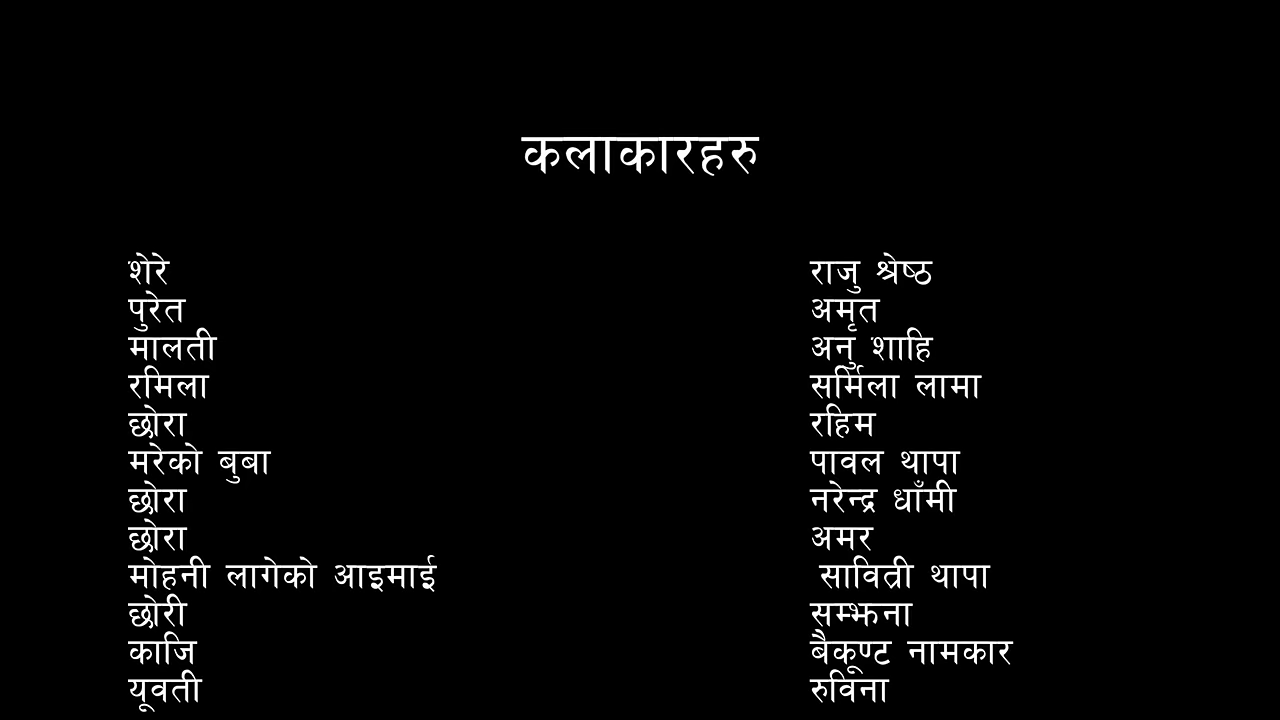 कलाकारहरु
शेरे राजु श्रेष्ठ
पुरेत अमृत
मालती अनु शाहि
रमिला सर्मिला लामा
छोरा रहिम
मरेको बुबा पावल थापा
छोरा नरेन्द्र धाँमी
छोरा अमर
मोहनी लागेको आइमाई सावित्री थापा
छोरी सम्झना
काजि बैकूण्ट नामकार
यूवती रुविना